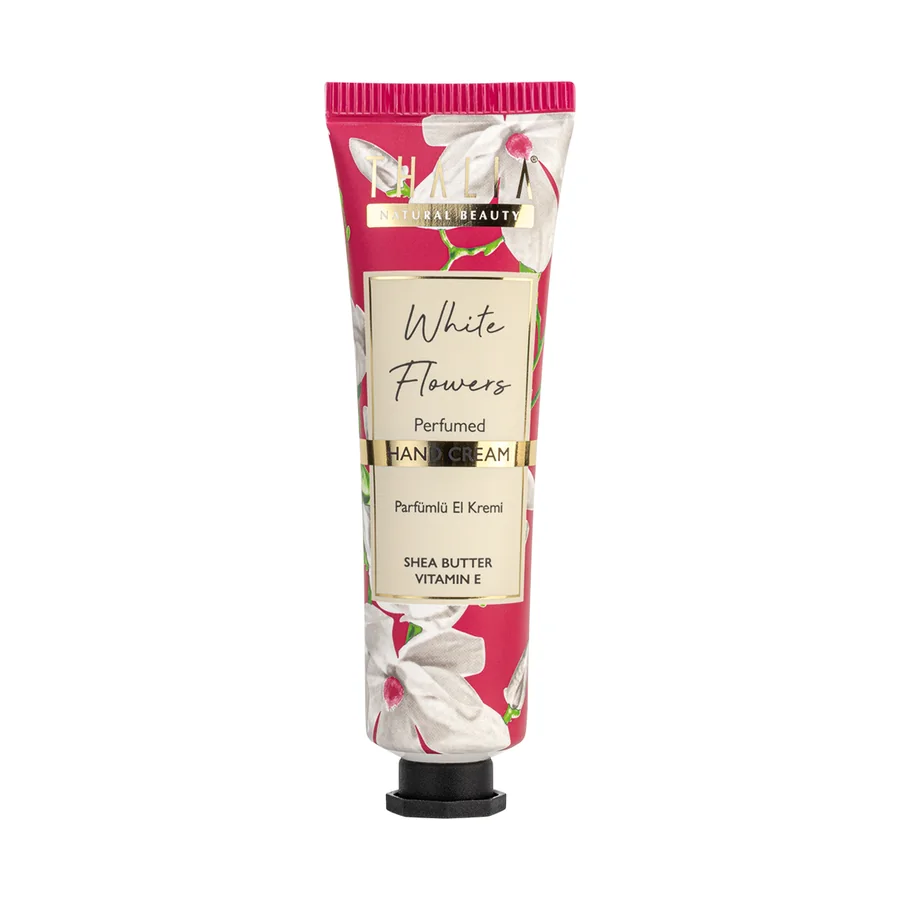 THALIA®
NATURAL BEAUTY
White
Flowers
Perfumed
HAND CREAM
Parfümlü El Kremi
SHEA BUTTER
VITAMIN E